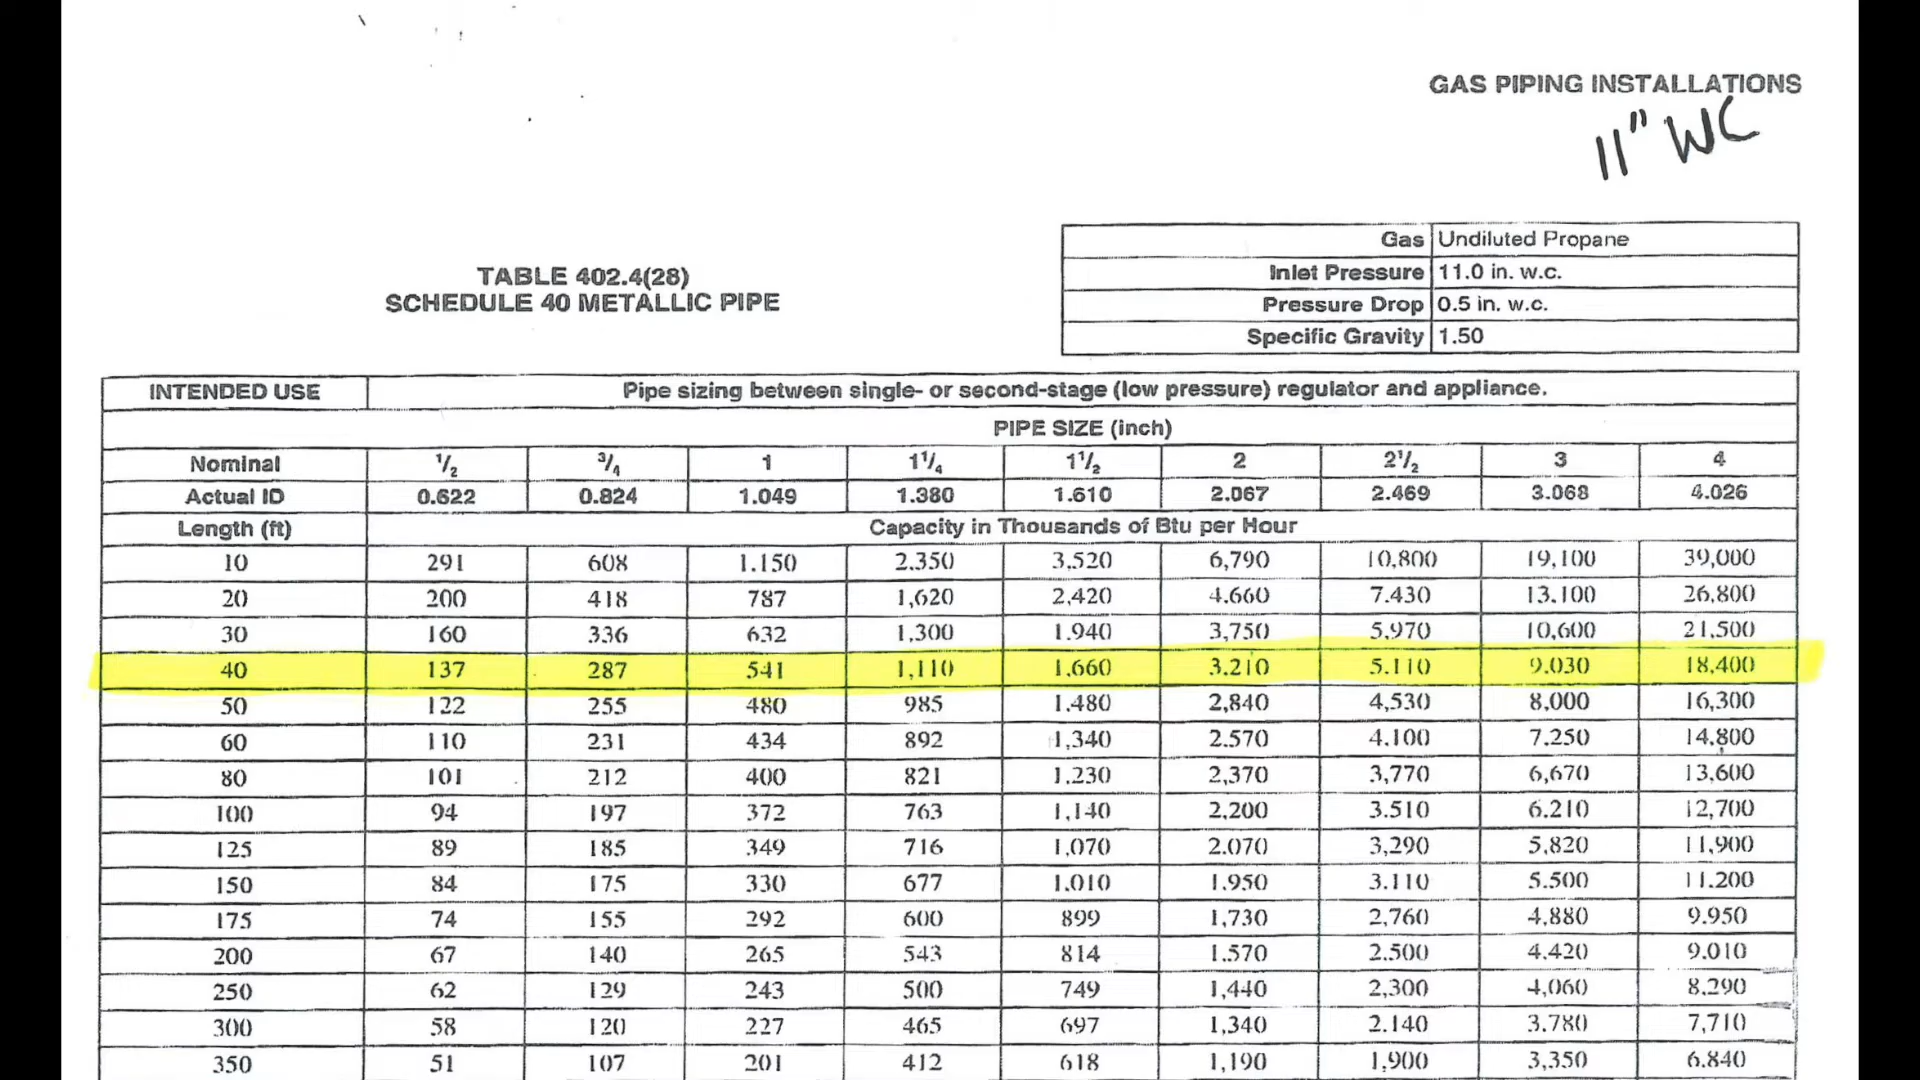 GAS PIPING INSTALLATIONS
11" WC
Gas Undiluted Propane
Inlet Pressure 11.0 in. w.c.
Pressure Drop 0.5 in. w.c.
Specific Gravity 1.50
TABLE 402.4(28)
SCHEDULE 40 METALLIC PIPE
INTENDED USE Pipe sizing between single- or second-stage (low pressure) regulator and appliance.
PIPE SIZE (inch)
Nominal 1/2 3/4 1 1 1/4 1 1/2 2 2 1/2 3 4
Actual ID 0.622 0.824 1.049 1.380 1.610 2.067 2.469 3.068 4.026
Length (ft) Capacity in Thousands of Btu per Hour
10 291 608 1.150 2.350 3.520 6,790 10,800 19,100 39,000
20 200 418 787 1,620 2,420 4.660 7.430 13.100 26,800
30 160 336 632 1,300 1.940 3,750 5,970 10,600 21,500
40 137 287 541 1,110 1.660 3.210 5.110 9.030 18,400
50 122 255 480 985 1.480 2,840 4,530 8.000 16,300
60 110 231 434 892 1,340 2.570 4.100 7.250 14,800
80 101 212 400 821 1.230 2,370 3,770 6,670 13,600
100 94 197 372 763 1,140 2,200 3.510 6.210 12,700
125 89 185 349 716 1,070 2.070 3,290 5.820 11,900
150 84 175 330 677 1.010 1.950 3.110 5.500 11.200
175 74 155 292 600 899 1,730 2,760 4,880 9.950
200 67 140 265 543 814 1.570 2.500 4.420 9.010
250 62 129 243 500 749 1,440 2,300 4,060 8.290
300 58 120 227 465 697 1,340 2.140 3.780 7,710
350 51 107 201 412 618 1,190 1,900 3,350 6.840